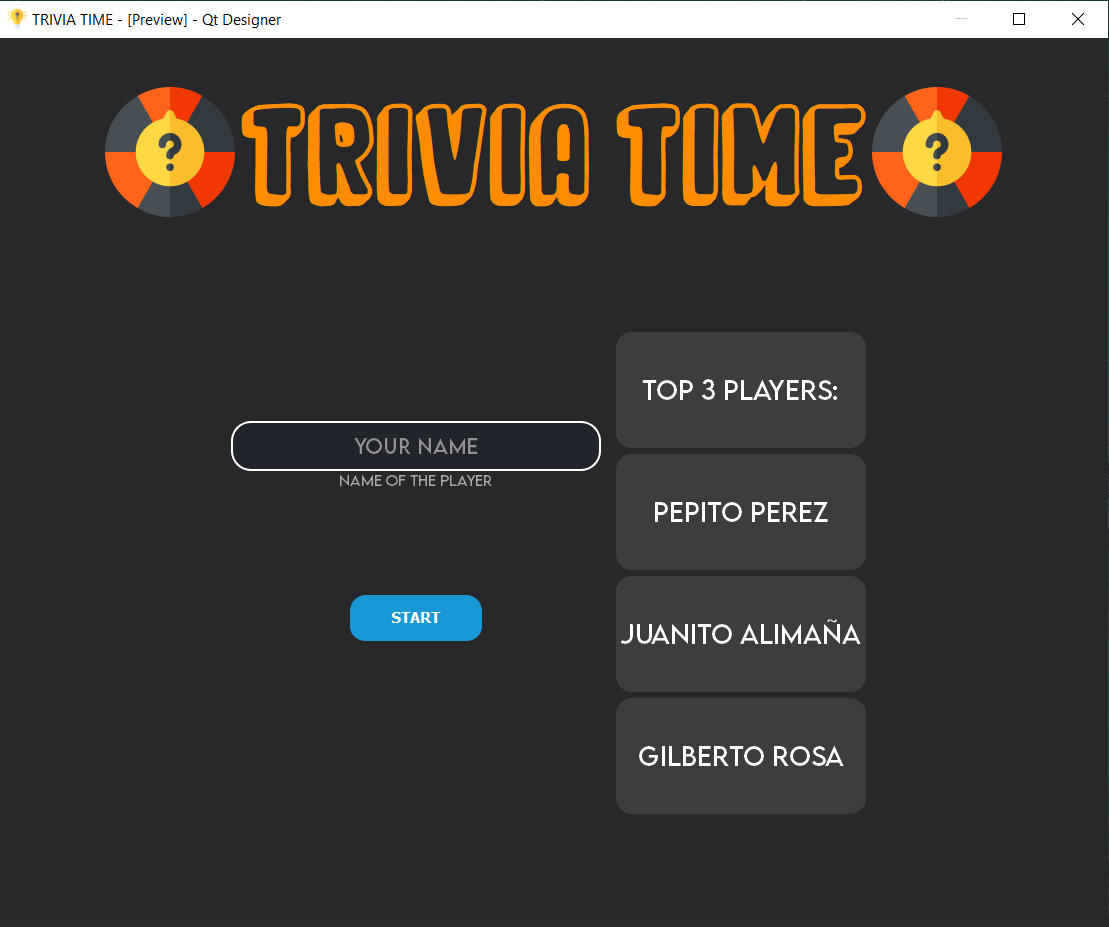 TRIVIA TIME - [Preview] - Qt Designer
? TRIVIA TIME ?
YOUR NAME
NAME OF THE PLAYER
START
TOP 3 PLAYERS:
PEPITO PEREZ
JUANITO ALIMAÑA
GILBERTO ROSA